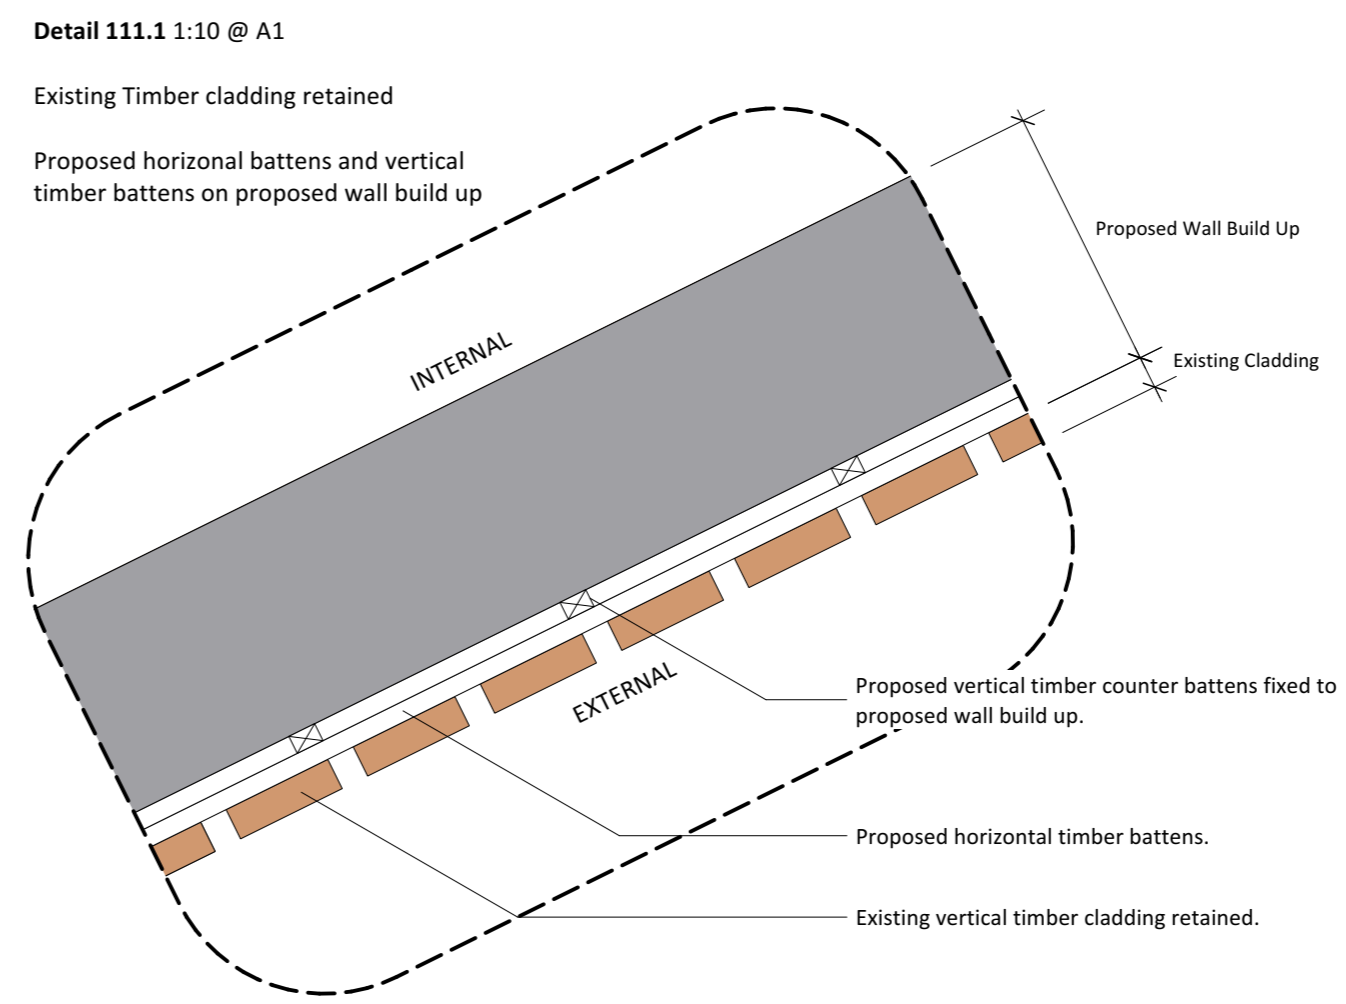 Detail 111.1 1:10 @ A1
Existing Timber cladding retained
Proposed horizonal battens and vertical
timber battens on proposed wall build up
Proposed Wall Build Up
INTERNAL
Existing Cladding
EXTERNAL
Proposed vertical timber counter battens fixed to
proposed wall build up.
Proposed horizontal timber battens.
Existing vertical timber cladding retained.